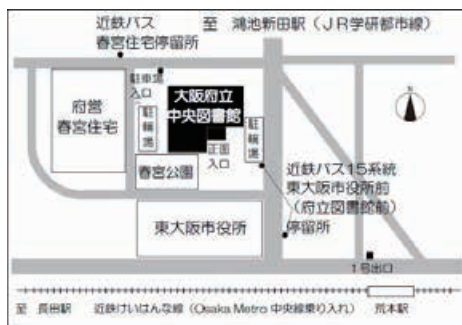 近鉄バス
春宮住宅停留所
至 鴻池新田駅（ＪＲ学研都市線）
駐車場
入口
大阪府立
中央図書館
府営
春宮住宅
駐輪場
駐輪場
正面
入口
N
春宮公園
近鉄バス15系統
東大阪市役所前
（府立図書館前）
停留所
東大阪市役所
1号出口
至 長田駅 近鉄けいはんな線（Osaka Metro 中央線乗り入れ） 荒本駅